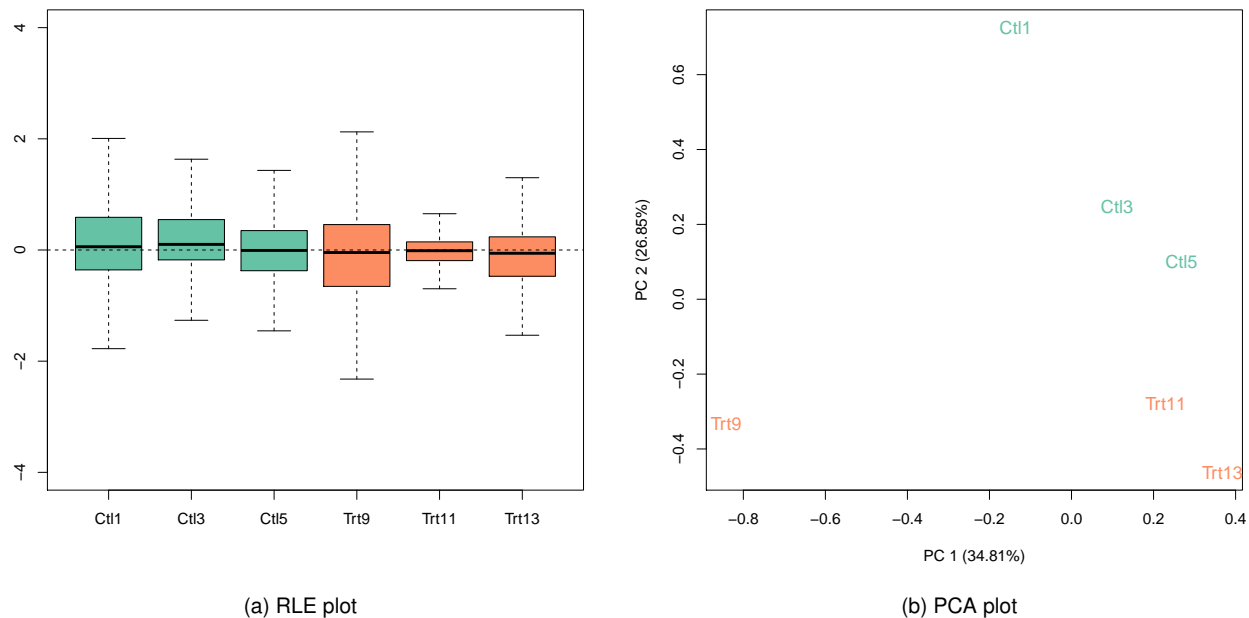 4
2
0
−2
−4
Ctl1 Ctl3 Ctl5 Trt9 Trt11 Trt13
(a) RLE plot
Ctl1
Ctl3
Ctl5
Trt11
Trt9
Trt13
0.6
0.4
0.2
0.0
−0.2
−0.4
PC 2 (26.85%)
−0.8 −0.6 −0.4 −0.2 0.0 0.2 0.4
PC 1 (34.81%)
(b) PCA plot